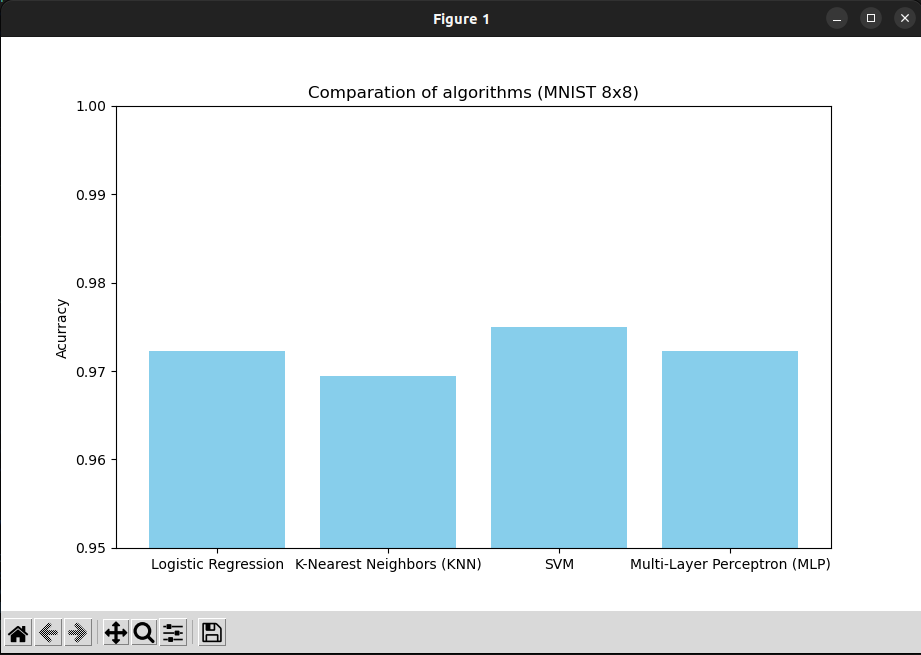 Figure 1
Comparation of algorithms (MNIST 8x8)
1.00
0.99
0.98
0.97
0.96
0.95
Acurracy
Logistic Regression K-Nearest Neighbors (KNN) SVM Multi-Layer Perceptron (MLP)